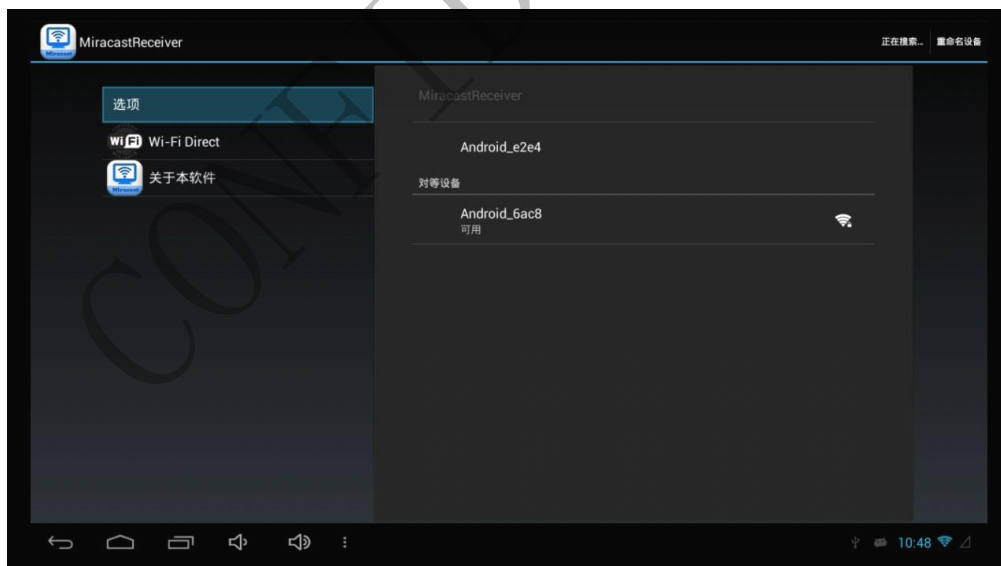 MiracastReceiver
正在搜索...
重命名设备
选项
Wi-Fi Direct
关于本软件
MiracastReceiver
Android_e2e4
对等设备
Android_6ac8
可用
10:48